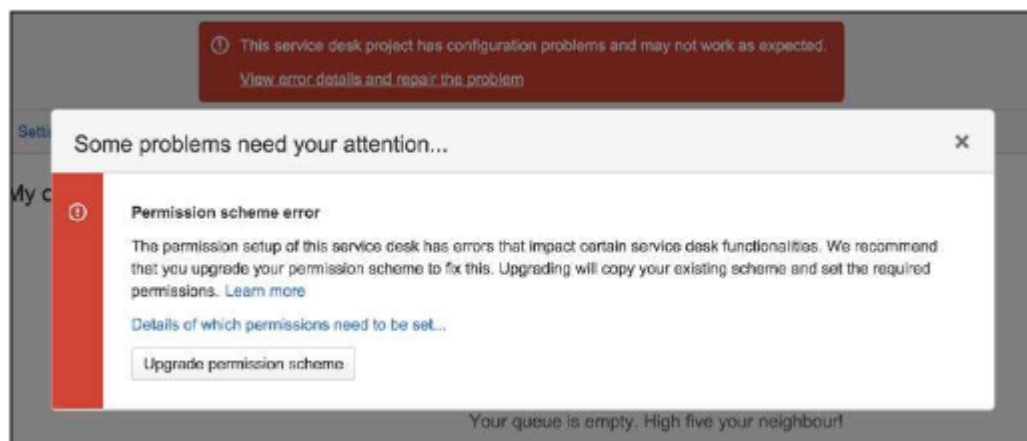 This service desk project has configuration problems and may not work as expected.
View error details and repair the problem
Some problems need your attention...
Permission scheme error
The permission setup of this service desk has errors that impact certain service desk functionalities. We recommend
that you upgrade your permission scheme to fix this. Upgrading will copy your existing scheme and set the required
permissions. Learn more
Details of which permissions need to be set...
Upgrade permission scheme
Your queue is empty. High five your neighbour!